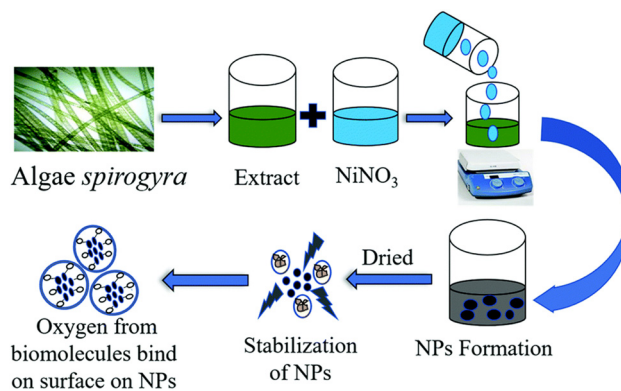 Algae spirogyra
Extract
NiNO₃
Dried
NPs Formation
Stabilization
of NPs
Oxygen from
biomolecules bind
on surface on NPs